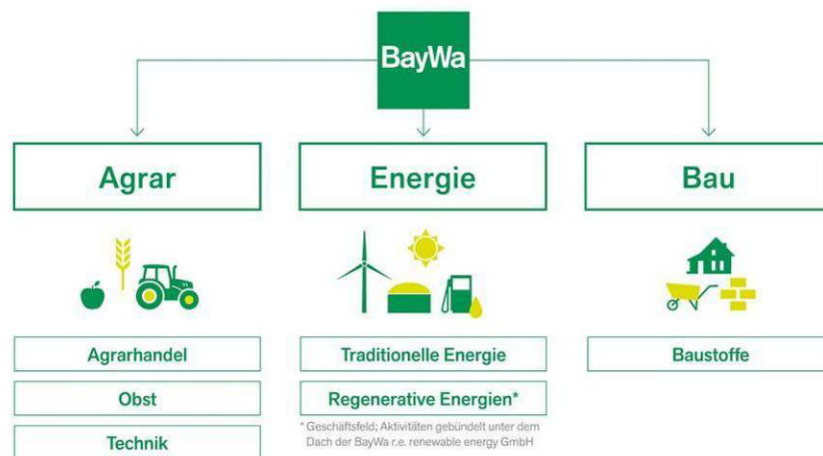 BayWa
Agrar
Energie
Bau
Agrarhandel
Obst
Technik
Traditionelle Energie
Regenerative Energien*
* Geschäftsfeld; Aktivitäten gebündelt unter dem
Dach der BayWa r.e. renewable energy GmbH
Baustoffe